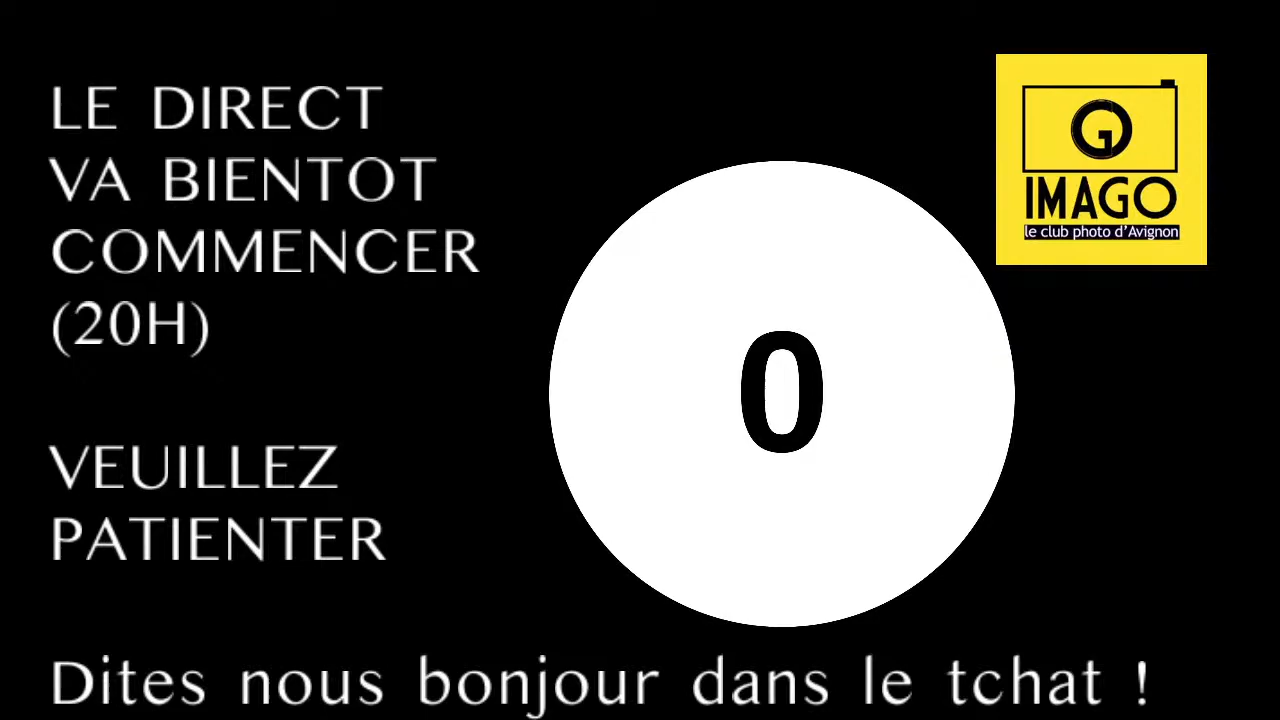 LE DIRECT
VA BIENTOT
COMMENCER
(20H)
VEUILLEZ
PATIENTER
Dites nous bonjour dans le tchat !
0
IMAGO
le club photo d'Avignon